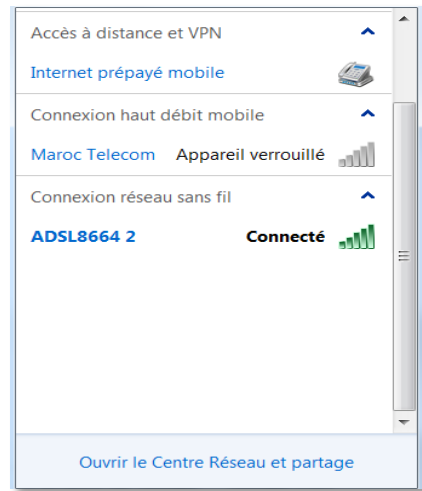 Accès à distance et VPN
Internet prépayé mobile
Connexion haut débit mobile
Maroc Telecom Appareil verrouillé
Connexion réseau sans fil
ADSL8664 2 Connecté
Ouvrir le Centre Réseau et partage